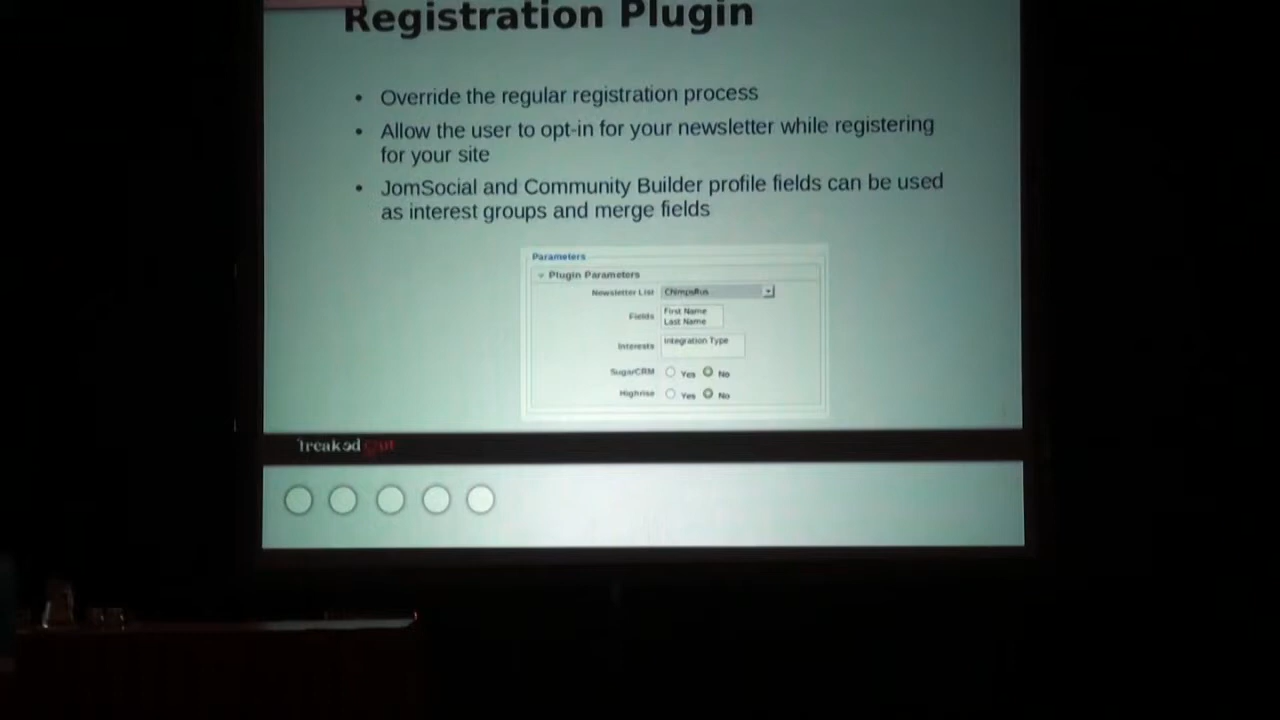 Registration Plugin
• Override the regular registration process
• Allow the user to opt-in for your newsletter while registering
for your site
• JomSocial and Community Builder profile fields can be used
as interest groups and merge fields
Parameters
Plugin Parameters
Newsletter List
Fields First Name
Last Name
Interests Integration Type
SugarCRM Yes No
Highrise Yes No
freaked out